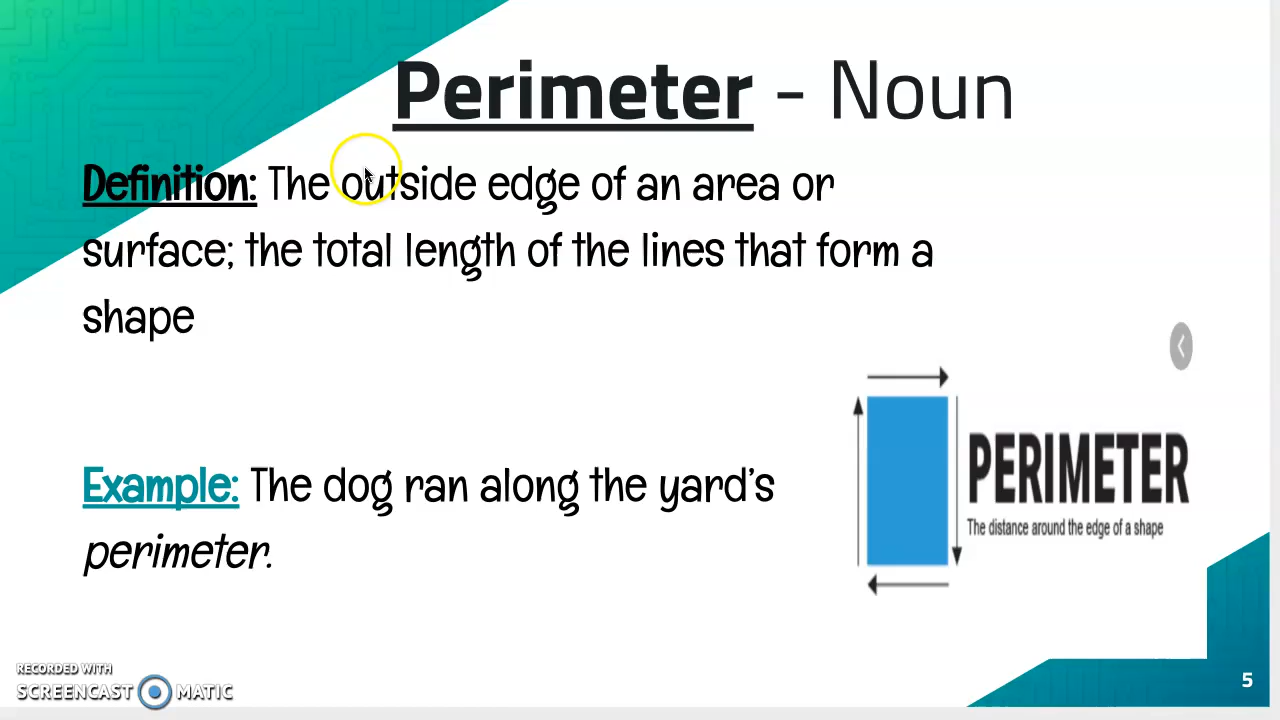 Perimeter - Noun
Definition: The outside edge of an area or
surface; the total length of the lines that form a
shape
Example: The dog ran along the yard's
perimeter.
PERIMETER
The distance around the edge of a shape
RECORDED WITH
SCREENCAST MATIC
5